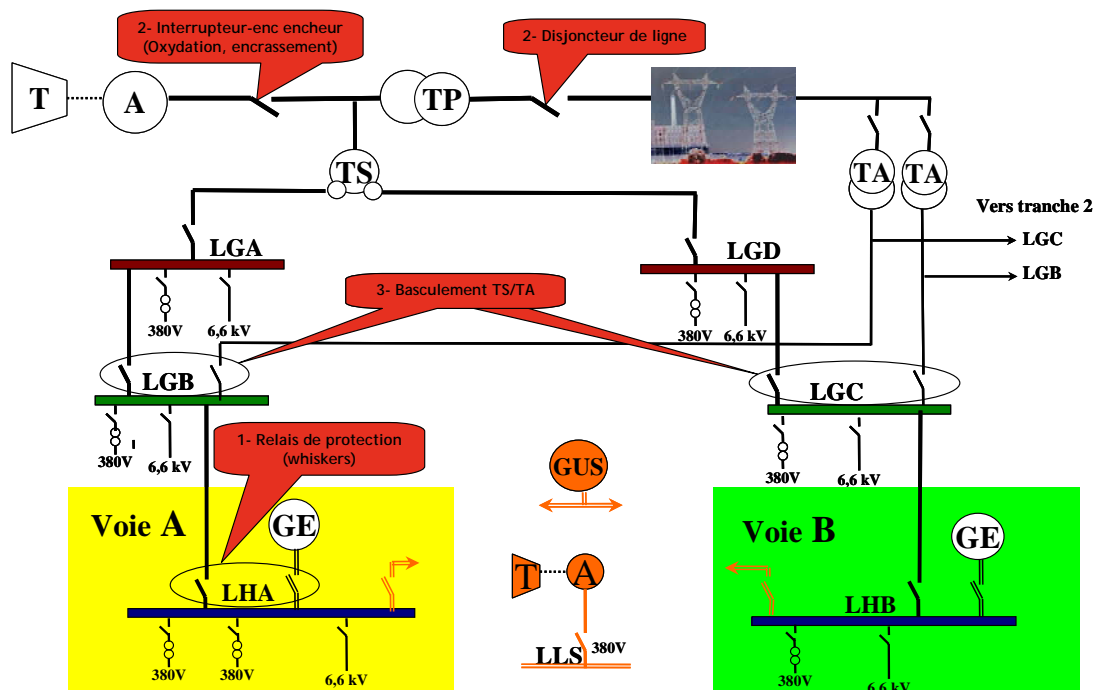 2- Interrupteur-enc encheur
(Oxydation, encrassement)
2- Disjoncteur de ligne
T
A
TP
TS
TA
TA
Vers tranche 2
LGC
LGB
LGA
LGD
380V
6,6 kV
3- Basculement TS/TA
380V
6,6 kV
LGB
LGC
380V
6,6 kV
1- Relais de protection
(whiskers)
380V
6,6 kV
GUS
Voie A
GE
Voie B
GE
T
A
LHA
LHB
LLS
380V
380V
380V
6,6 kV
380V
6,6 kV